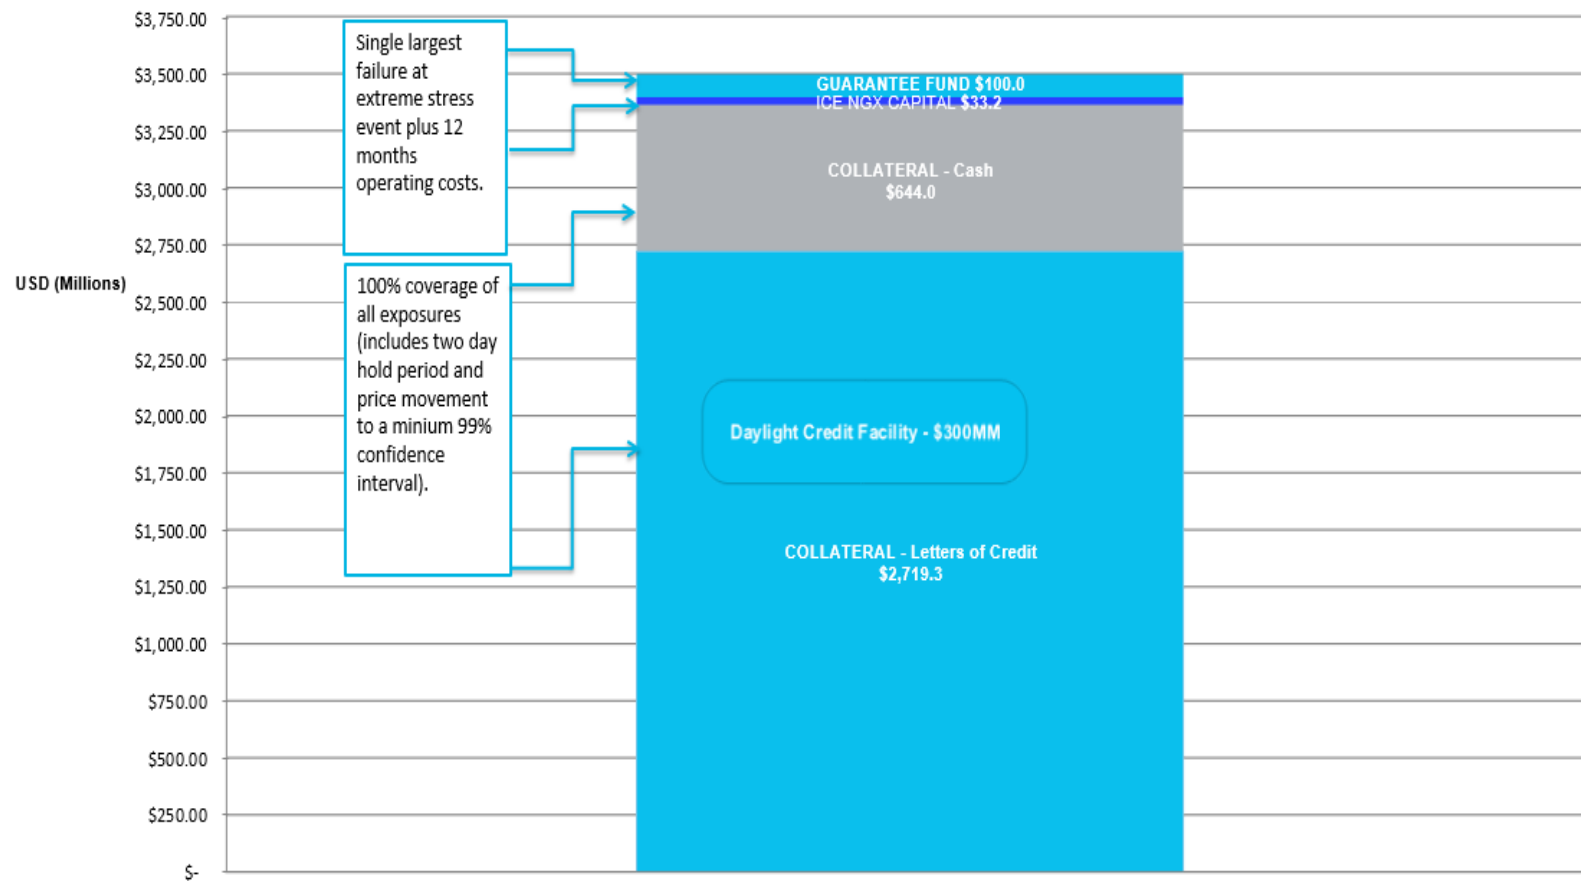 $3,750.00
$3,500.00
$3,250.00
$3,000.00
$2,750.00
USD (Millions)
$2,500.00
$2,250.00
$2,000.00
$1,750.00
$1,500.00
$1,250.00
$1,000.00
$750.00
$500.00
$250.00
$-
Single largest
failure at
extreme stress
event plus 12
months
operating costs.
100% coverage of
all exposures
(includes two day
hold period and
price movement
to a minium 99%
confidence
interval).
GUARANTEE FUND $100.0
ICE NGX CAPITAL $33.2
COLLATERAL - Cash
$644.0
Daylight Credit Facility - $300MM
COLLATERAL - Letters of Credit
$2,719.3